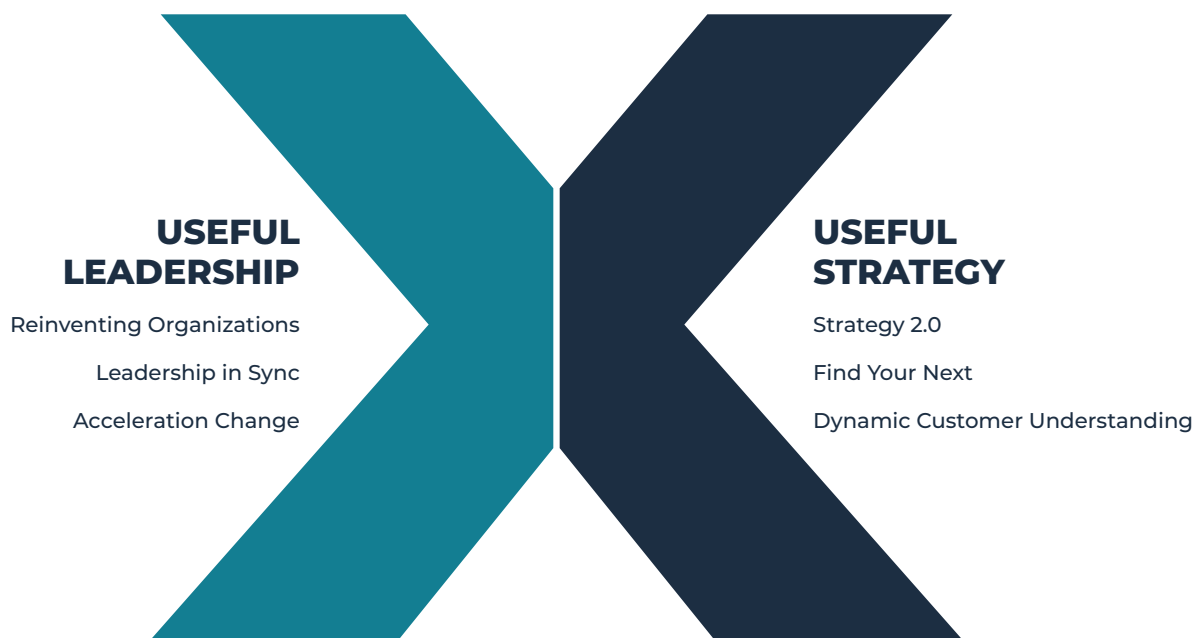 USEFUL
LEADERSHIP
Reinventing Organizations
Leadership in Sync
Acceleration Change
USEFUL
STRATEGY
Strategy 2.0
Find Your Next
Dynamic Customer Understanding